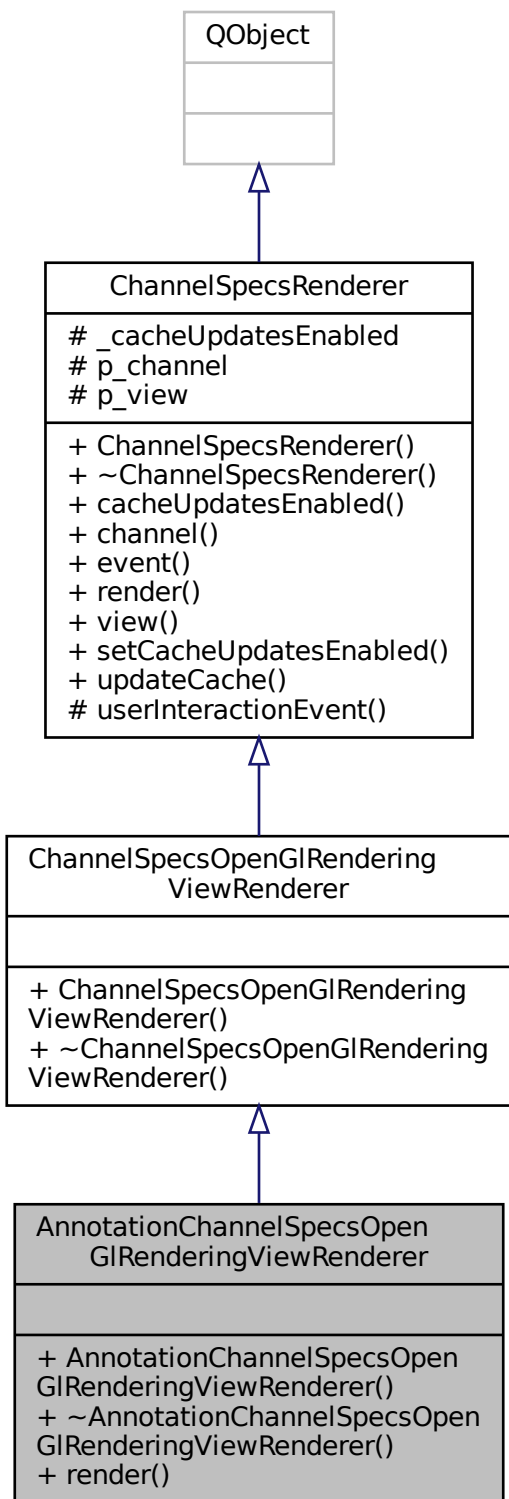 QObject
ChannelSpecsRenderer
# _cacheUpdatesEnabled
# p_channel
# p_view
+ ChannelSpecsRenderer()
+ ~ChannelSpecsRenderer()
+ cacheUpdatesEnabled()
+ channel()
+ event()
+ render()
+ view()
+ setCacheUpdatesEnabled()
+ updateCache()
# userInteractionEvent()
ChannelSpecsOpenGlRendering
ViewRenderer
+ ChannelSpecsOpenGlRendering
ViewRenderer()
+ ~ChannelSpecsOpenGlRendering
ViewRenderer()
AnnotationChannelSpecsOpen
GlRenderingViewRenderer
+ AnnotationChannelSpecsOpen
GlRenderingViewRenderer()
+ ~AnnotationChannelSpecsOpen
GlRenderingViewRenderer()
+ render()